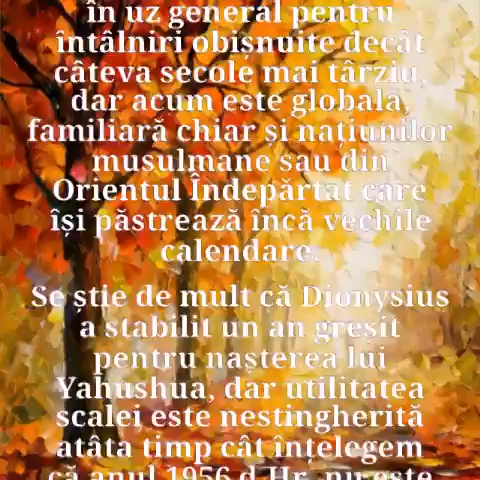 în uz general pentru
întâlniri obișnuite decât
câteva secole mai târziu,
dar acum este globală,
familiară chiar și națiunilor
musulmane sau din
Orientul Îndepărtat care
își păstrează încă vechile
calendare.
Se știe de mult că Dionysius
a stabilit un an greșit
pentru nașterea lui
Yahushua, dar utilitatea
scalei este nestingherită
atâta timp cât înțelegem
că anul 1956 d.Hr. nu este